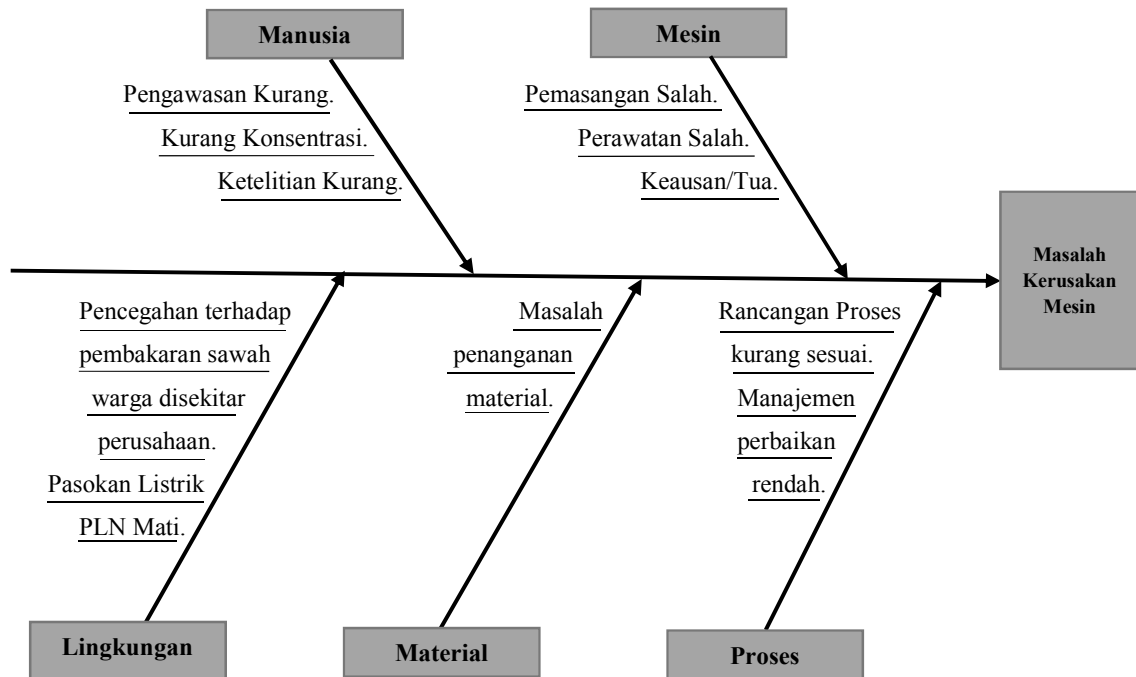 Manusia
Pengawasan Kurang.
Kurang Konsentrasi.
Ketelitian Kurang.
Mesin
Pemasangan Salah.
Perawatan Salah.
Keausan/Tua.
Masalah
Kerusakan
Mesin
Pencegahan terhadap
pembakaran sawah
warga disekitar
perusahaan.
Pasokan Listrik
PLN Mati.
Lingkungan
Masalah
penanganan
material.
Material
Rancangan Proses
kurang sesuai.
Manajemen
perbaikan
rendah.
Proses